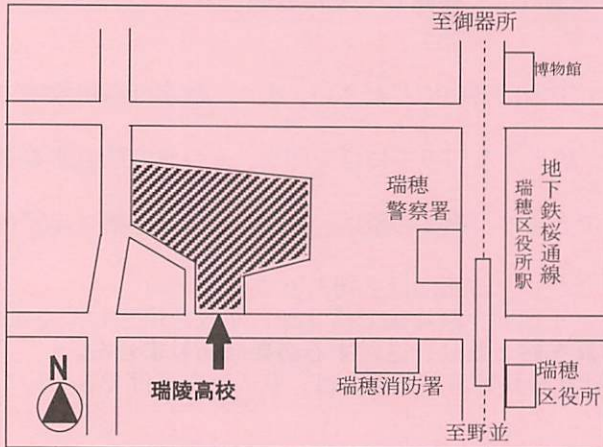 至御器所
博物館
瑞穂
警察署
地下鉄桜通線
瑞穂区役所駅
N
瑞陵高校
瑞穂消防署
瑞穂
区役所
至野並